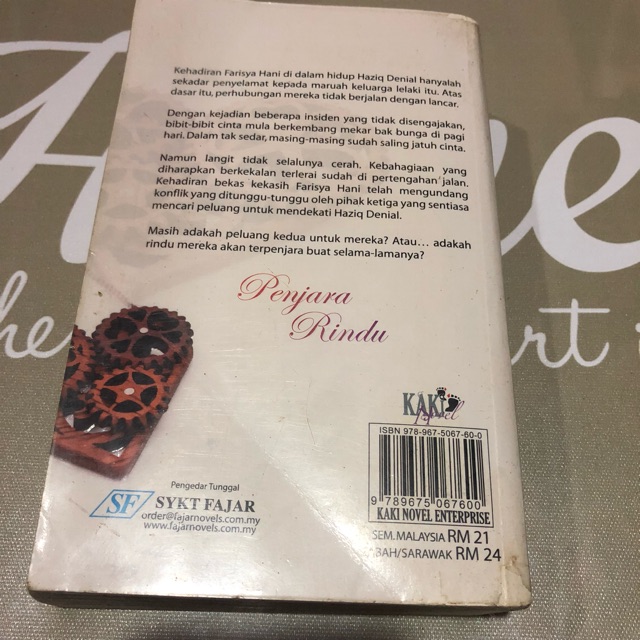 Kehadiran Farisya Hani di dalam hidup Haziq Denial hanyalah
sekadar penyelamat kepada maruah keluarga lelaki itu. Atas
dasar itu, perhubungan mereka tidak berjalan dengan lancar.
Dengan kejadian beberapa insiden yang tidak disengajakan,
bibit-bibit cinta mula berkembang mekar bak bunga di pagi
hari. Dalam tak sedar, masing-masing sudah saling jatuh cinta.
Namun langit tidak selalunya cerah. Kebahagiaan yang
diharapkan berkekalan terlerai sudah di pertengahan jalan.
Kehadiran bekas kekasih Farisya Hani telah mengundang
konflik yang ditunggu-tunggu oleh pihak ketiga yang sentiasa
mencari peluang untuk mendekati Haziq Denial.
Masih adakah peluang kedua untuk mereka? Atau... adakah
rindu mereka akan terpenjara buat selama-lamanya?
Penjara
Rindu
KAKI
novel
ISBN 978-967-5067-60-0
9 789675 067600
KAKI NOVEL ENTERPRISE
SEM. MALAYSIA RM 21
BAH/SARAWAK RM 24
Pengedar Tunggal
SF SYKT FAJAR
order@fajarnovels.com.my
www.fajarnovels.com.my
he
art